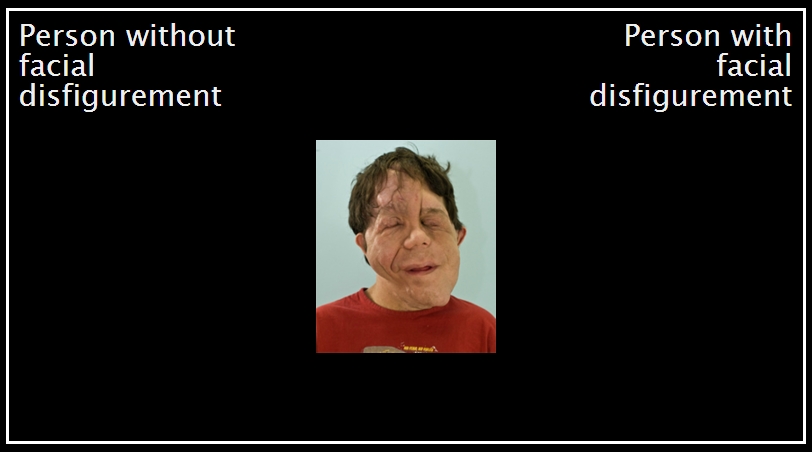 Person without
facial
disfigurement
Person with
facial
disfigurement